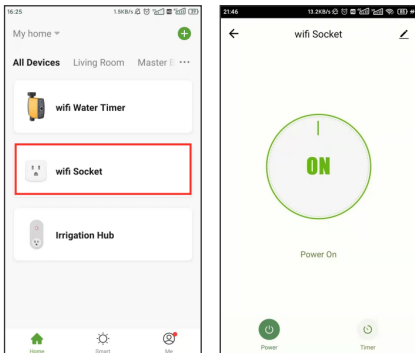 16:25
1.5KB/s
My home
All Devices Living Room Master
wifi Water Timer
wifi Socket
Irrigation Hub
Home Smart Me
21:46
13.2KB/s
wifi Socket
ON
Power On
Power Timer